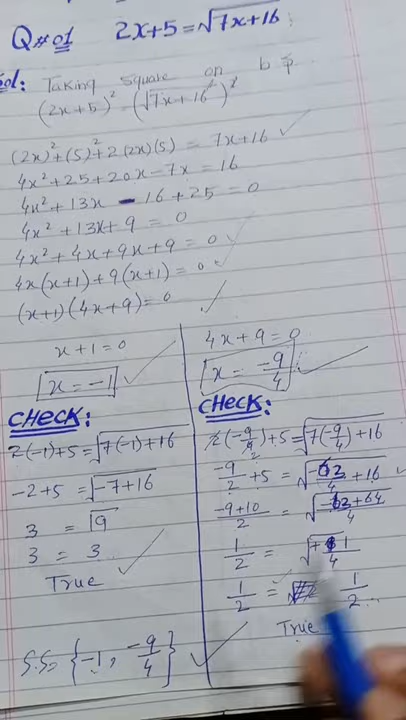 Q#01 2x+5=√7x+16
Sol: Taking square on b
(2x+5)² = (√7x+16)²
(2x)²+(5)²+2(2x)(5) = 7x+16
4x²+25+20x-7x = 16
4x²+13x-16+25 = 0
4x²+13x+9 = 0
4x²+4x+9x+9 = 0
4x(x+1)+9(x+1) = 0
(x+1)(4x+9) = 0
x+1=0
x=-1
CHECK:
2(-1)+5=√7(-1)+16
-2+5 = √-7+16
3 = √9
3 = 3
True
4x+9=0
x=-9/4
CHECK:
2(-9/4)+5=√7(-9/4)+16
-9/2+5 = √-63/4+16
-9+10/2 = √-63+64/4
1/2 = √+1/4
1/2 = 1/2
True
S.S= {-1, -9/4}